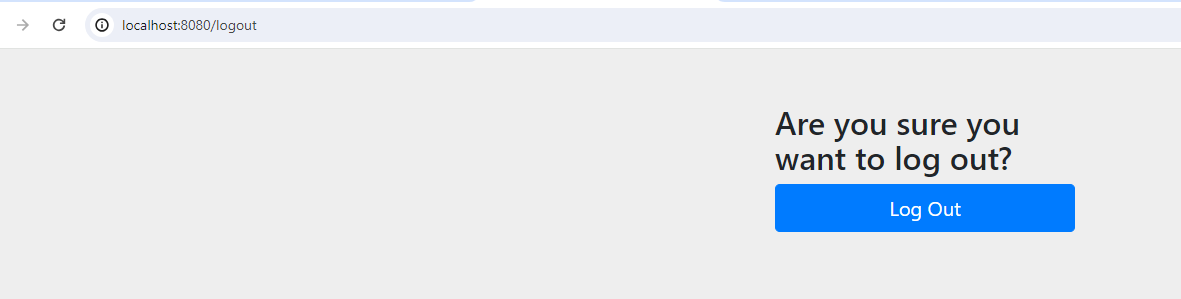 localhost:8080/logout
Are you sure you
want to log out?
Log Out